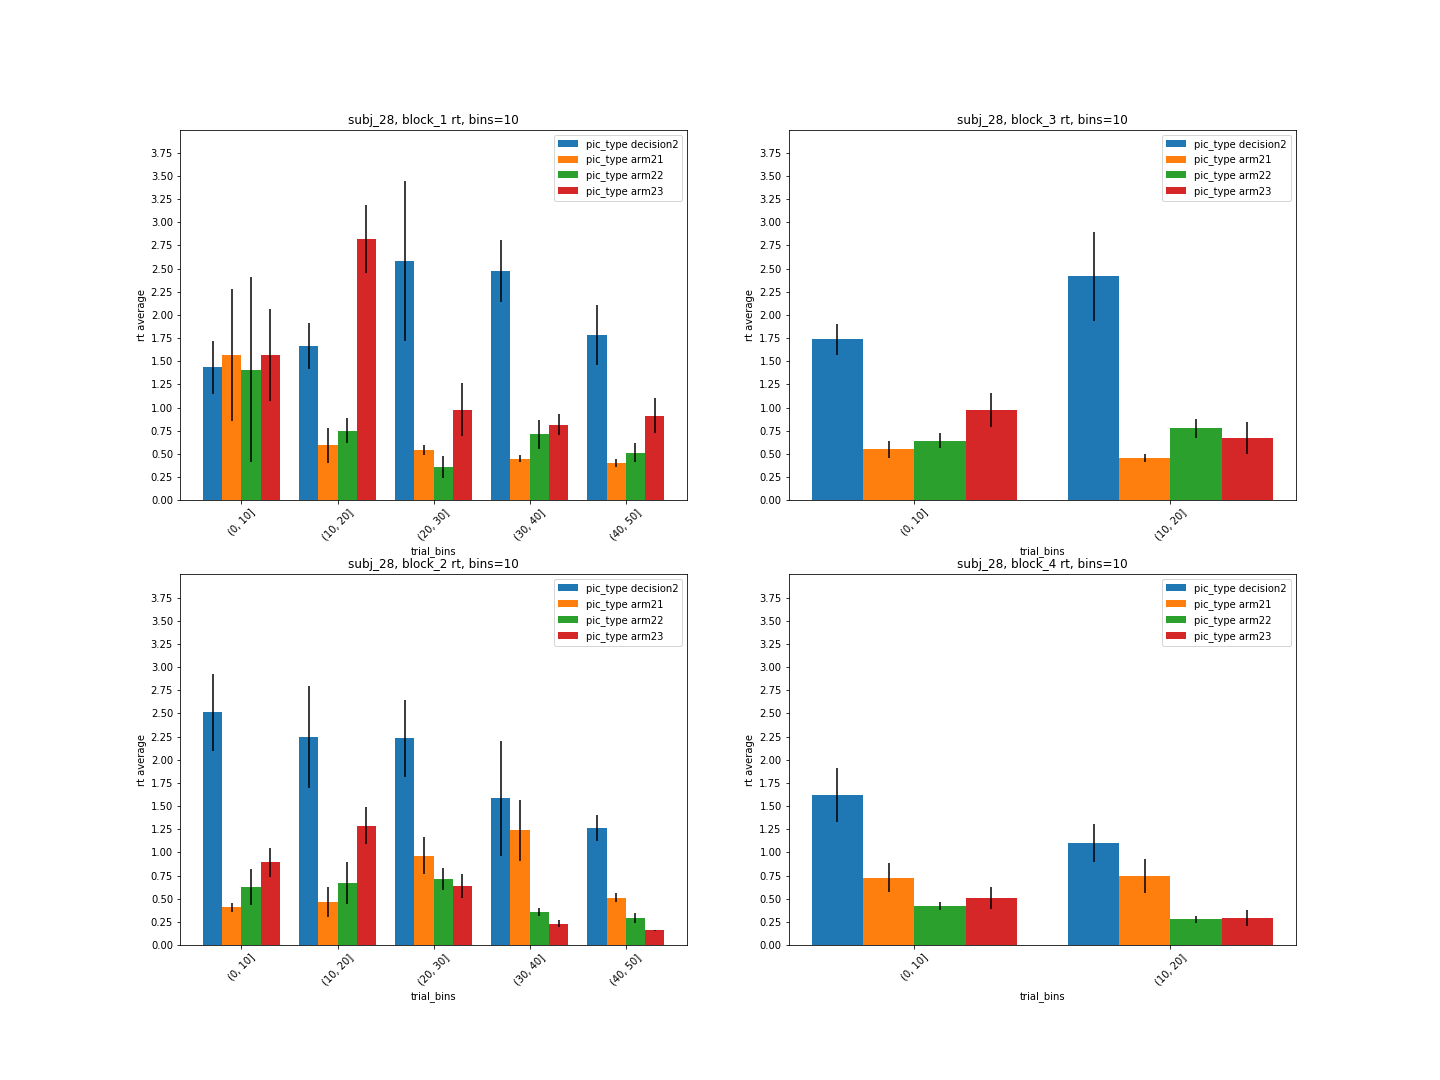 subj_28, block_1 rt, bins=10
pic_type decision2
pic_type arm21
pic_type arm22
pic_type arm23
3.75
3.50
3.25
3.00
2.75
2.50
2.25
2.00
1.75
1.50
1.25
1.00
0.75
0.50
0.25
0.00
rt average
(0, 10]
(10, 20]
(20, 30]
(30, 40]
(40, 50]
trial_bins
subj_28, block_3 rt, bins=10
pic_type decision2
pic_type arm21
pic_type arm22
pic_type arm23
3.75
3.50
3.25
3.00
2.75
2.50
2.25
2.00
1.75
1.50
1.25
1.00
0.75
0.50
0.25
0.00
rt average
(0, 10]
(10, 20]
trial_bins
subj_28, block_2 rt, bins=10
pic_type decision2
pic_type arm21
pic_type arm22
pic_type arm23
3.75
3.50
3.25
3.00
2.75
2.50
2.25
2.00
1.75
1.50
1.25
1.00
0.75
0.50
0.25
0.00
rt average
(0, 10]
(10, 20]
(20, 30]
(30, 40]
(40, 50]
trial_bins
subj_28, block_4 rt, bins=10
pic_type decision2
pic_type arm21
pic_type arm22
pic_type arm23
3.75
3.50
3.25
3.00
2.75
2.50
2.25
2.00
1.75
1.50
1.25
1.00
0.75
0.50
0.25
0.00
rt average
(0, 10]
(10, 20]
trial_bins